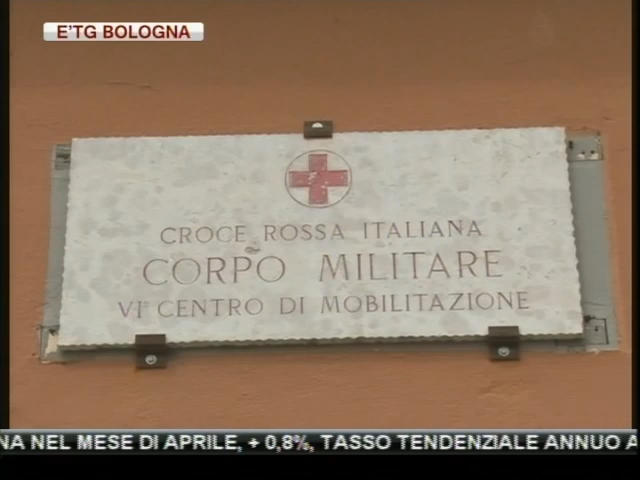 E'TG BOLOGNA
CROCE ROSSA ITALIANA
CORPO MILITARE
VI° CENTRO DI MOBILITAZIONE
NA NEL MESE DI APRILE, + 0,8%, TASSO TENDENZIALE ANNUO A